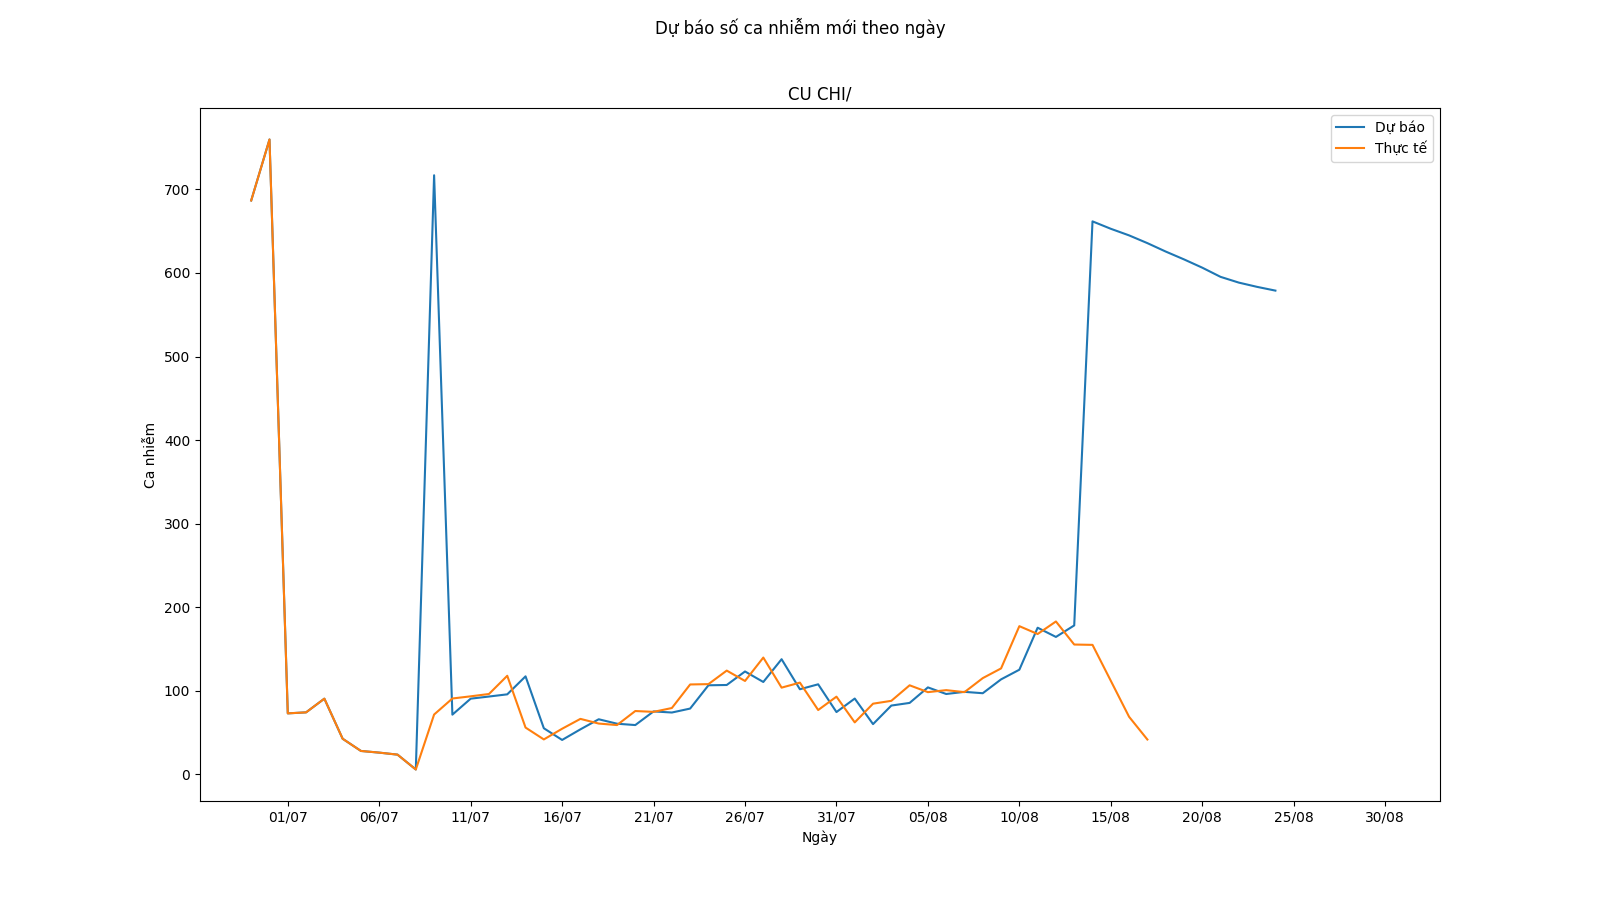 Dự báo số ca nhiễm mới theo ngày
CU CHI/
Dự báo
Thực tế
700
600
500
400
300
200
100
0
Ca nhiễm
01/07 06/07 11/07 16/07 21/07 26/07 31/07 05/08 10/08 15/08 20/08 25/08 30/08
Ngày